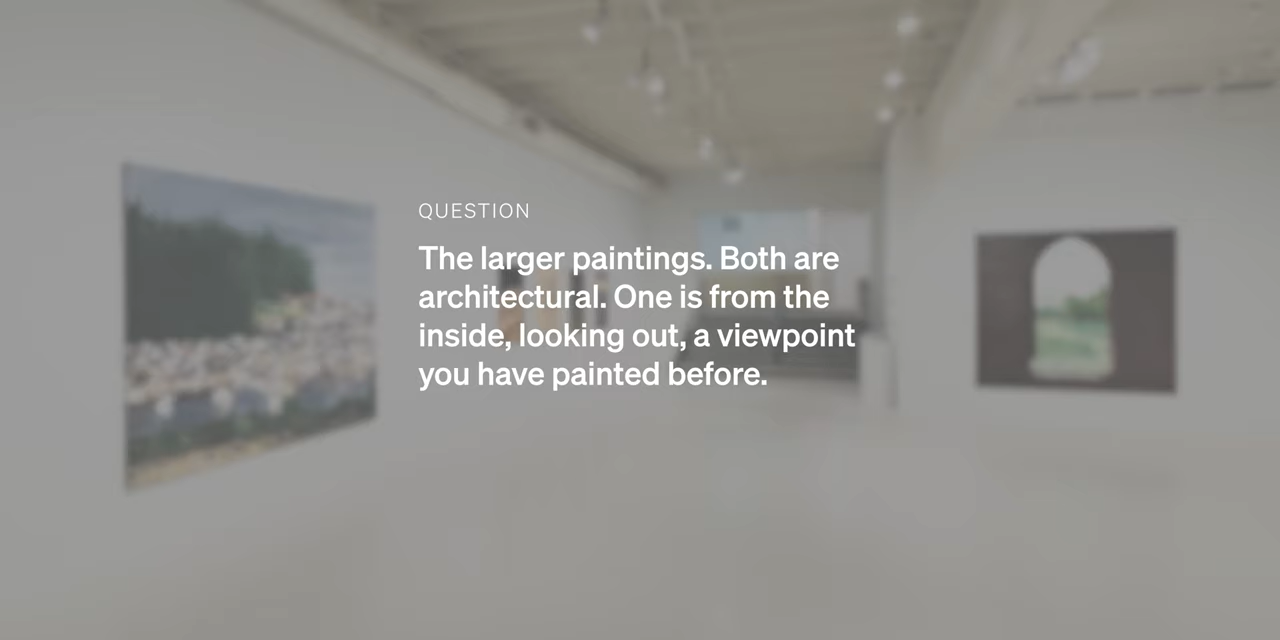 QUESTION
The larger paintings. Both are
architectural. One is from the
inside, looking out, a viewpoint
you have painted before.